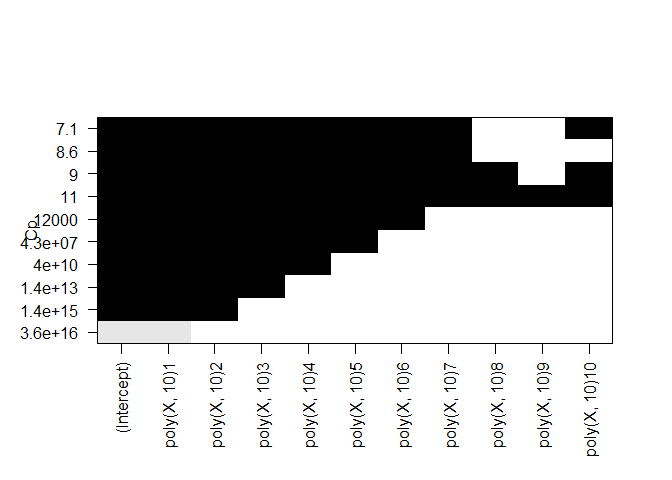 7.1
8.6
9
11
12000
4.3e+07
4e+10
1.4e+13
1.4e+15
3.6e+16
Cp
(Intercept)
poly(X, 10)1
poly(X, 10)2
poly(X, 10)3
poly(X, 10)4
poly(X, 10)5
poly(X, 10)6
poly(X, 10)7
poly(X, 10)8
poly(X, 10)9
poly(X, 10)10